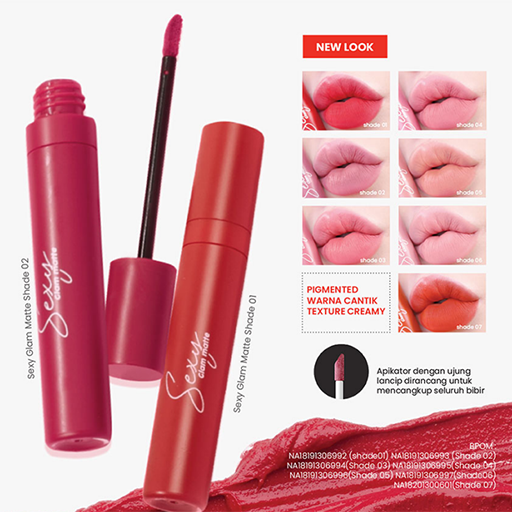 NEW LOOK
shade 01
shade 04
shade 02
shade 05
shade 03
shade 06
shade 07
PIGMENTED
WARNA CANTIK
TEXTURE CREAMY
Apikator dengan ujung
lancip dirancang untuk
mencangkup seluruh bibir
Sexy Glam Matte Shade 02
Sexy
glam matte
Sexy
glam matte
Sexy Glam Matte Shade 01
BPOM
NA18191306992 (shade01) NA18191306993 (Shade 02)
NA18191306994(Shade 03) NA18191306995(Shade 04)
NA18191306996(Shade 05) NA18191306997(Shade06)
NA18201300601(Shade 07)